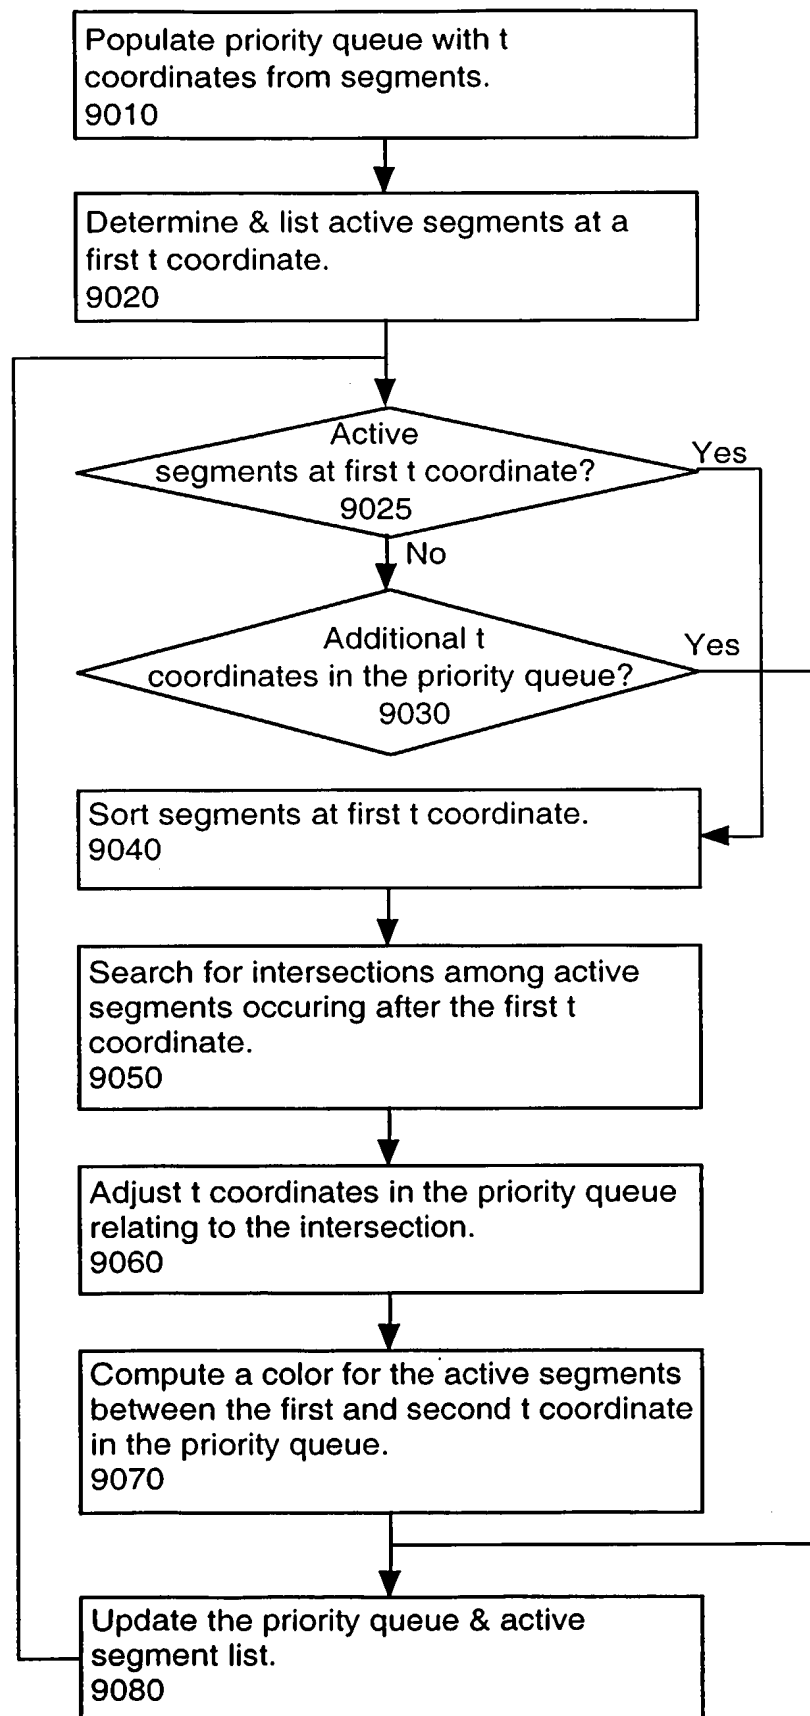 Populate priority queue with t
coordinates from segments.
9010
Determine & list active segments at a
first t coordinate.
9020
Active
segments at first t coordinate?
9025
Yes
No
Additional t
coordinates in the priority queue?
9030
Yes
Sort segments at first t coordinate.
9040
Search for intersections among active
segments occuring after the first t
coordinate.
9050
Adjust t coordinates in the priority queue
relating to the intersection.
9060
Compute a color for the active segments
between the first and second t coordinate
in the priority queue.
9070
Update the priority queue & active
segment list.
9080